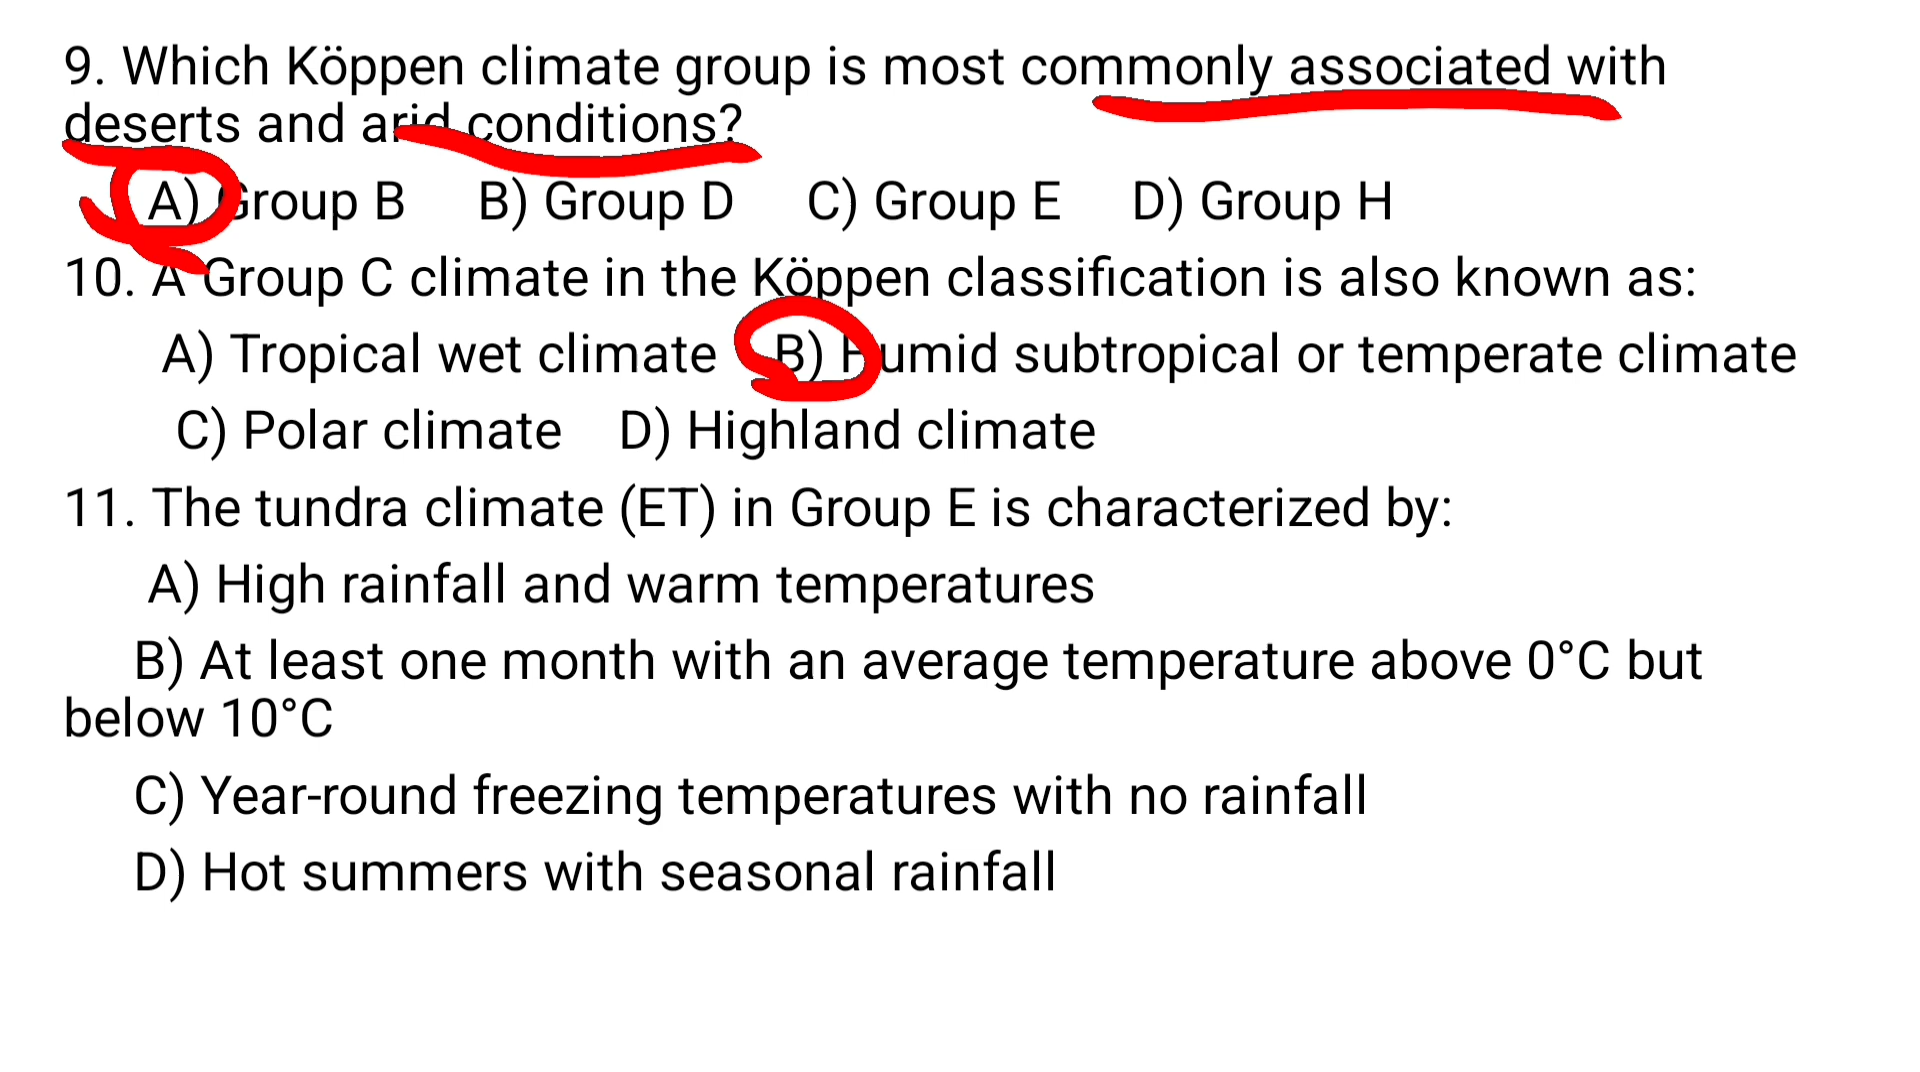 9. Which Köppen climate group is most commonly associated with
deserts and arid conditions?
A) Group B B) Group D C) Group E D) Group H
10. A Group C climate in the Köppen classification is also known as:
A) Tropical wet climate B) Humid subtropical or temperate climate
C) Polar climate D) Highland climate
11. The tundra climate (ET) in Group E is characterized by:
A) High rainfall and warm temperatures
B) At least one month with an average temperature above 0°C but
below 10°C
C) Year-round freezing temperatures with no rainfall
D) Hot summers with seasonal rainfall